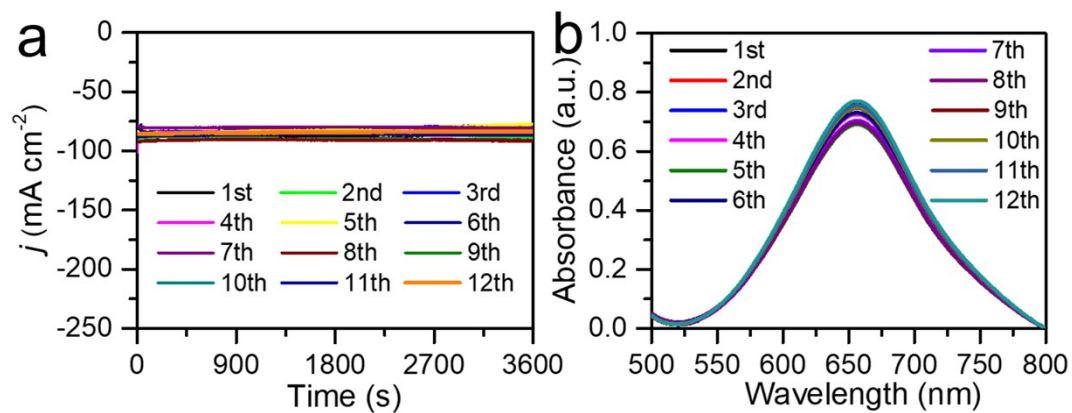 a
0
-50
-100
-150
-200
-250
j (mA cm-2)
1st 2nd 3rd
4th 5th 6th
7th 8th 9th
10th 11th 12th
0 900 1800 2700 3600
Time (s)
b
1.0
0.8
0.6
0.4
0.2
0.0
Absorbance (a.u.)
1st 7th
2nd 8th
3rd 9th
4th 10th
5th 11th
6th 12th
500 550 600 650 700 750 800
Wavelength (nm)